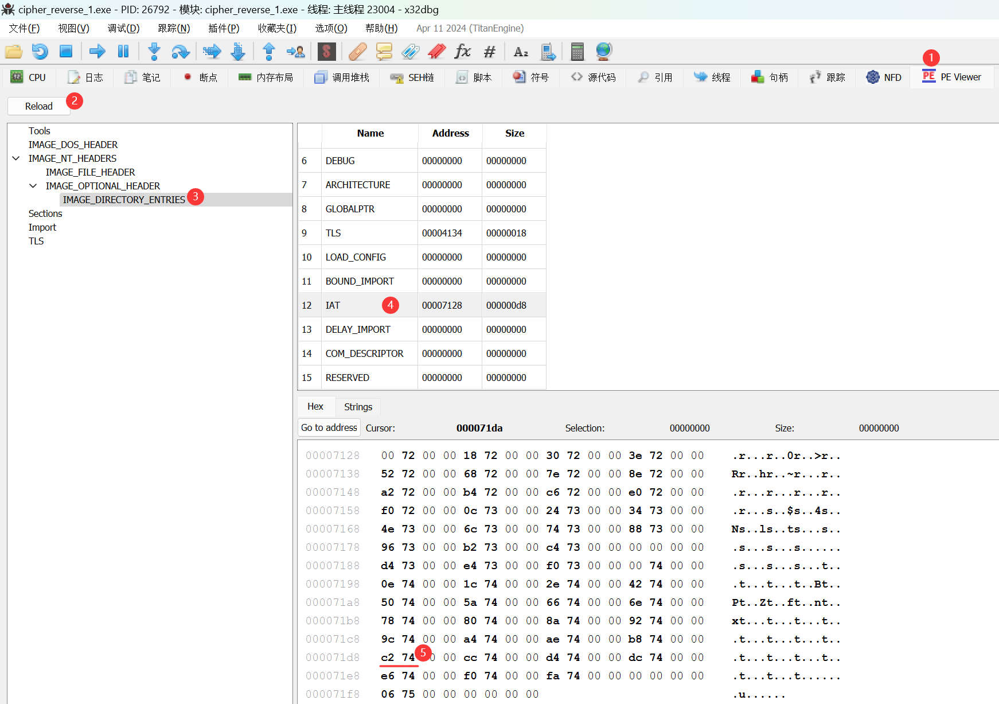 cipher_reverse_1.exe - PID: 26792 - 模块: cipher_reverse_1.exe - 线程: 主线程 23004 - x32dbg
文件(F) 视图(V) 调试(D) 跟踪(N) 插件(P) 收藏夹(I) 选项(O) 帮助(H) Apr 11 2024 (TitanEngine)
1
CPU 日志 笔记 断点 内存布局 调用堆栈 SEH链 脚本 符号 源代码 引用 线程 句柄 跟踪 NFD PE Viewer
Reload 2
Tools
IMAGE_DOS_HEADER
IMAGE_NT_HEADERS
IMAGE_FILE_HEADER
IMAGE_OPTIONAL_HEADER
IMAGE_DIRECTORY_ENTRIES 3
Sections
Import
TLS
Name Address Size
6 DEBUG 00000000 00000000
7 ARCHITECTURE 00000000 00000000
8 GLOBALPTR 00000000 00000000
9 TLS 00004134 00000018
10 LOAD_CONFIG 00000000 00000000
11 BOUND_IMPORT 00000000 00000000
12 IAT 4 00007128 000000d8
13 DELAY_IMPORT 00000000 00000000
14 COM_DESCRIPTOR 00000000 00000000
15 RESERVED 00000000 00000000
Hex Strings
Go to address Cursor: 000071da Selection: 00000000 Size: 00000000
00007128 00 72 00 00 18 72 00 00 30 72 00 00 3e 72 00 00 .r...r..0r..>r..
00007138 52 72 00 00 68 72 00 00 7e 72 00 00 8e 72 00 00 Rr..hr..~r...r..
00007148 a2 72 00 00 b4 72 00 00 c6 72 00 00 e0 72 00 00 .r...r...r...r..
00007158 f0 72 00 00 0c 73 00 00 24 73 00 00 34 73 00 00 .r...s..$s..4s..
00007168 4e 73 00 00 6c 73 00 00 74 73 00 00 88 73 00 00 Ns..ls..ts...s..
00007178 96 73 00 00 b2 73 00 00 c4 73 00 00 00 00 00 00 .s...s...s......
00007188 d4 73 00 00 e4 73 00 00 f0 73 00 00 00 74 00 00 .s...s...s...t..
00007198 0e 74 00 00 1c 74 00 00 2e 74 00 00 42 74 00 00 .t...t...t..Bt..
000071a8 50 74 00 00 5a 74 00 00 66 74 00 00 6e 74 00 00 Pt..Zt..ft..nt..
000071b8 78 74 00 00 80 74 00 00 8a 74 00 00 92 74 00 00 xt...t...t...t..
000071c8 9c 74 00 00 a4 74 00 00 ae 74 00 00 b8 74 00 00 .t...t...t...t..
000071d8 c2 74 5 00 cc 74 00 00 d4 74 00 00 dc 74 00 00 .t...t...t...t..
000071e8 e6 74 00 00 f0 74 00 00 fa 74 00 00 00 00 00 00 .t...t...t......
000071f8 06 75 00 00 00 00 00 00 .u......